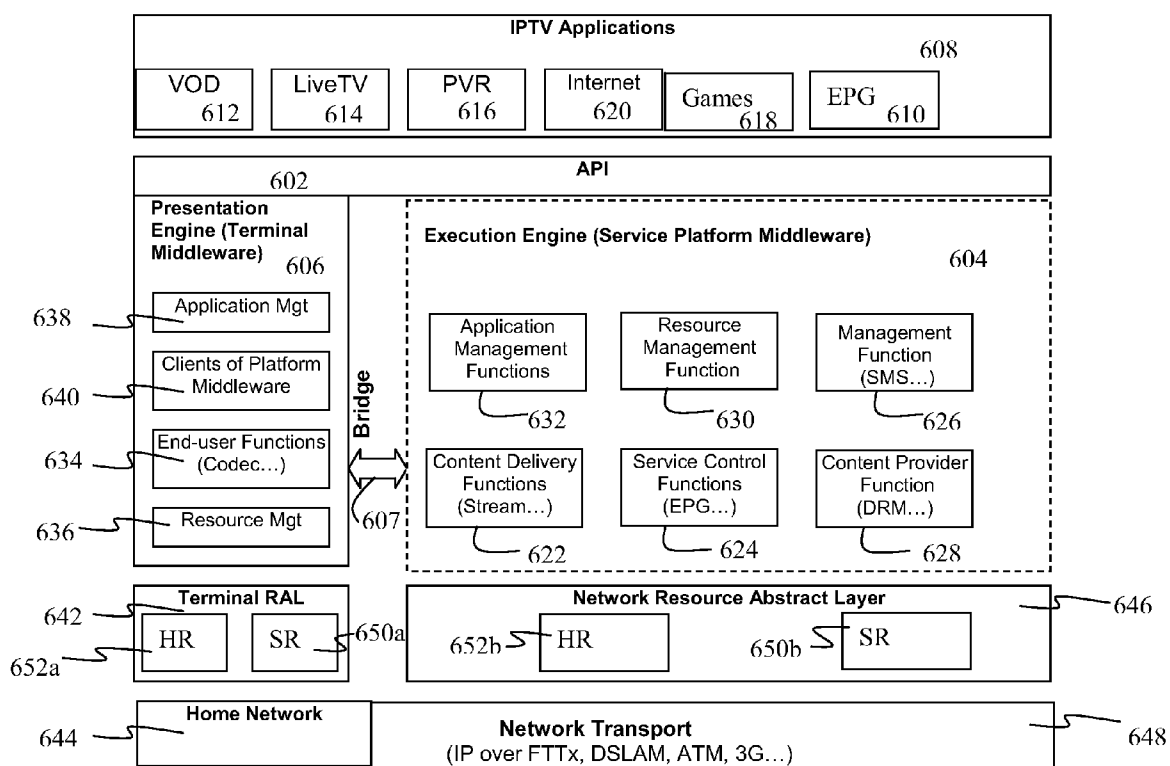 IPTV Applications
608
VOD
612
LiveTV
614
PVR
616
Internet
620
Games
618
EPG
610
API
602
Presentation
Engine (Terminal
Middleware)
606
Application Mgt
638
Clients of Platform
Middleware
640
End-user Functions
(Codec...)
634
Resource Mgt
636
Bridge
607
Execution Engine (Service Platform Middleware)
604
Application
Management
Functions
632
Resource
Management
Function
630
Management
Function
(SMS...)
626
Content Delivery
Functions
(Stream...)
622
Service Control
Functions
(EPG...)
624
Content Provider
Function
(DRM...)
628
Terminal RAL
642
HR
652a
SR
650a
Network Resource Abstract Layer
646
652b
HR
650b
SR
Home Network
644
Network Transport
(IP over FTTx, DSLAM, ATM, 3G...)
648